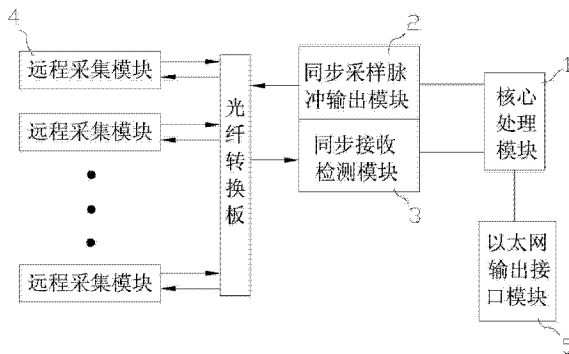 4
远程采集模块
远程采集模块
远程采集模块
光纤转换板
2
同步采样脉
冲输出模块
同步接收
检测模块
3
1
核心
处理
模块
以太网
输出接
口模块
5